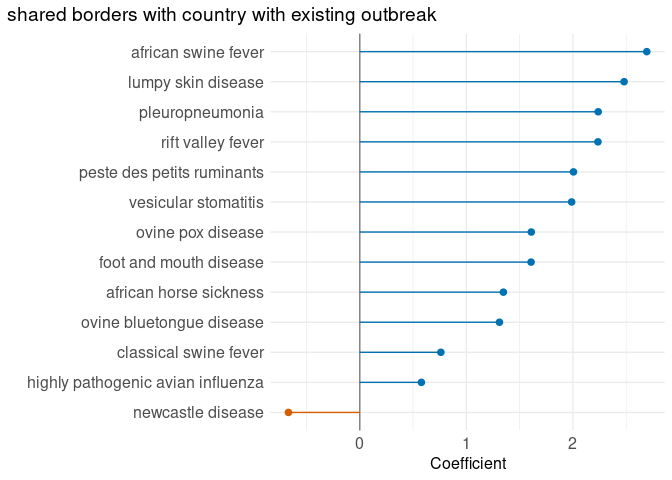 shared borders with country with existing outbreak
african swine fever
lumpy skin disease
pleuropneumonia
rift valley fever
peste des petits ruminants
vesicular stomatitis
ovine pox disease
foot and mouth disease
african horse sickness
ovine bluetongue disease
classical swine fever
highly pathogenic avian influenza
newcastle disease
0 1 2
Coefficient